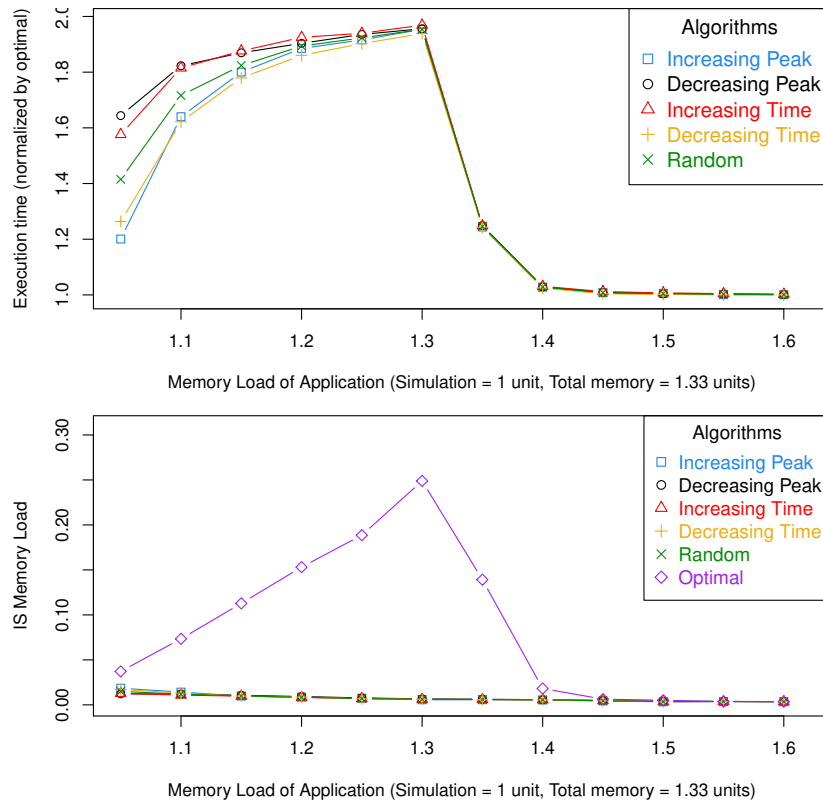 Execution time (normalized by optimal)
2.0
1.8
1.6
1.4
1.2
1.0
Algorithms
Increasing Peak
Decreasing Peak
Increasing Time
Decreasing Time
Random
1.1
1.2
1.3
1.4
1.5
1.6
Memory Load of Application (Simulation = 1 unit, Total memory = 1.33 units)
IS Memory Load
0.30
0.20
0.10
0.00
Algorithms
Increasing Peak
Decreasing Peak
Increasing Time
Decreasing Time
Random
Optimal
1.1
1.2
1.3
1.4
1.5
1.6
Memory Load of Application (Simulation = 1 unit, Total memory = 1.33 units)